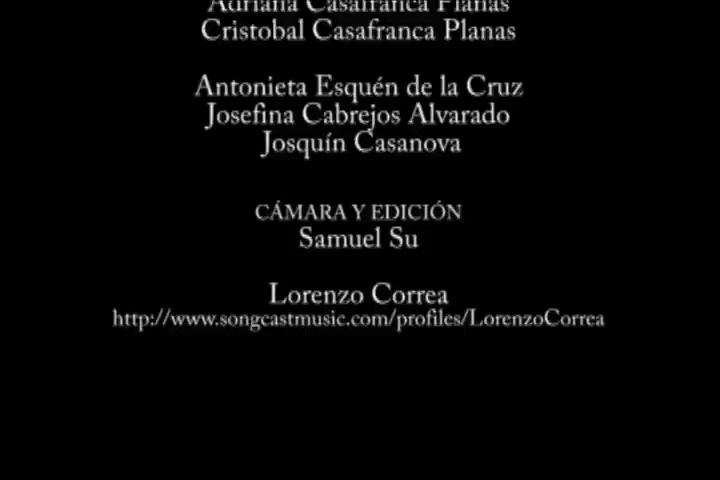 Adriana Casafranca Planas
Cristobal Casafranca Planas
Antonieta Esquén de la Cruz
Josefina Cabrejos Alvarado
Josquín Casanova
CÁMARA Y EDICIÓN
Samuel Su
Lorenzo Correa
http://www.songcastmusic.com/profiles/LorenzoCorrea